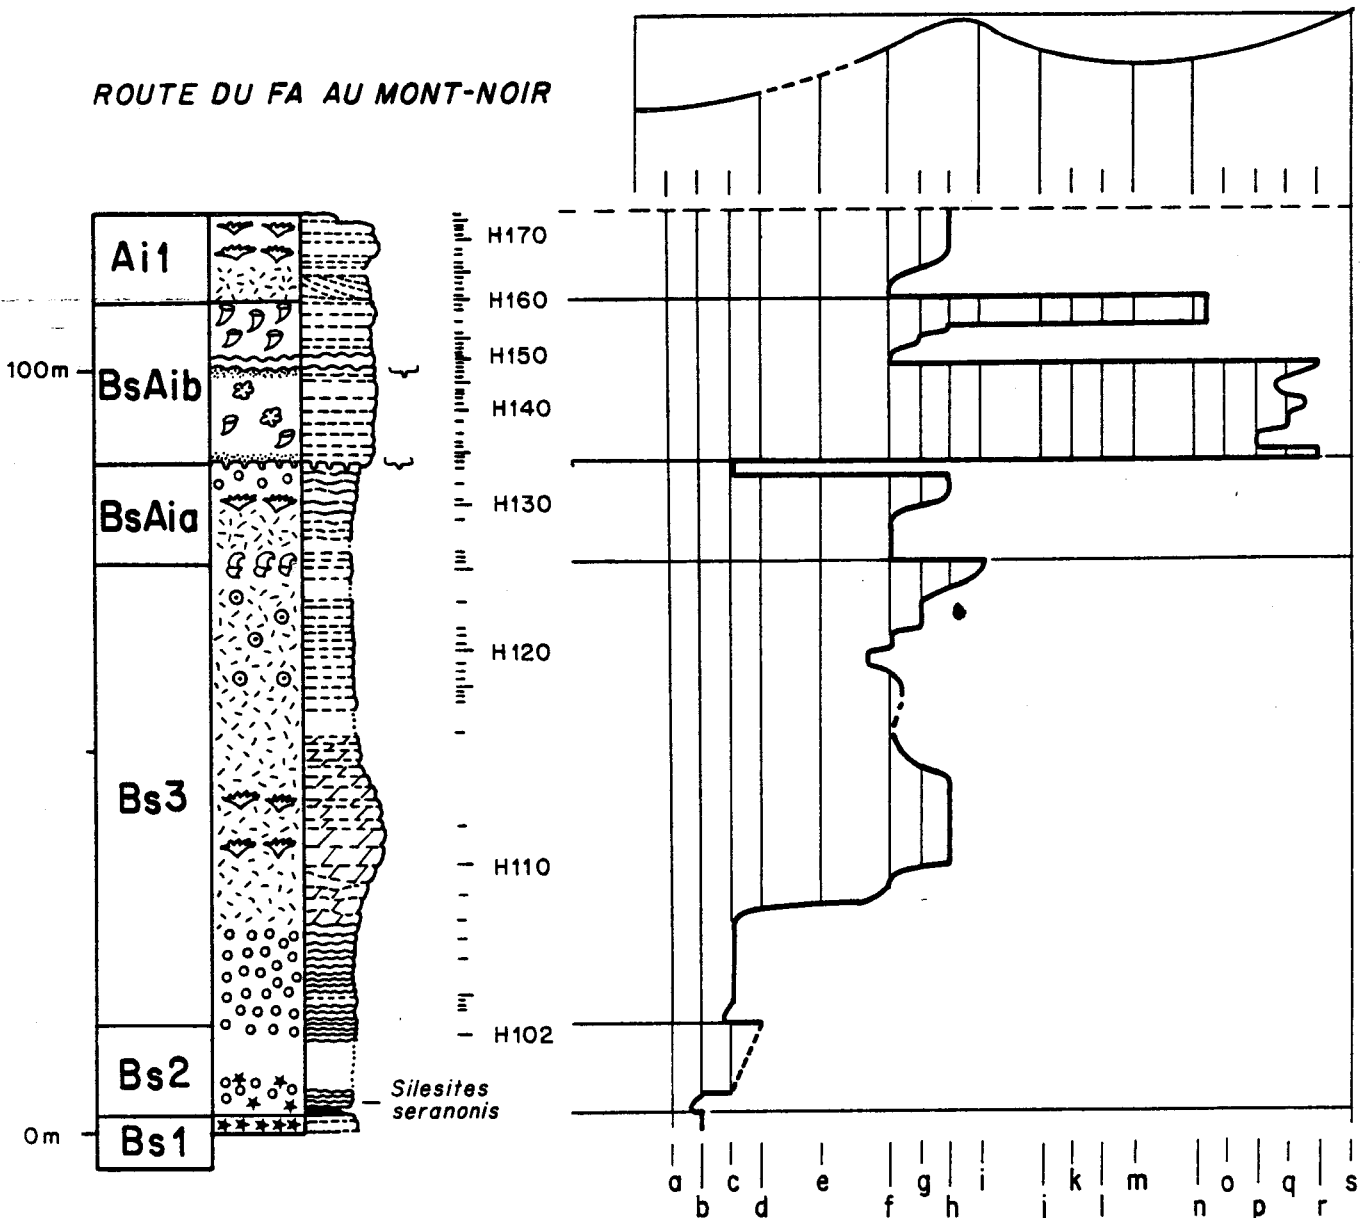 ROUTE DU FA AU MONT-NOIR
Ai1
H170
H160
100m
BsAib
H150
H140
BsAia
H130
H120
Bs3
H110
H102
Bs2
Silesites
seranonis
0m
Bs1
a b c d e f g h i j k l m n o p q r s